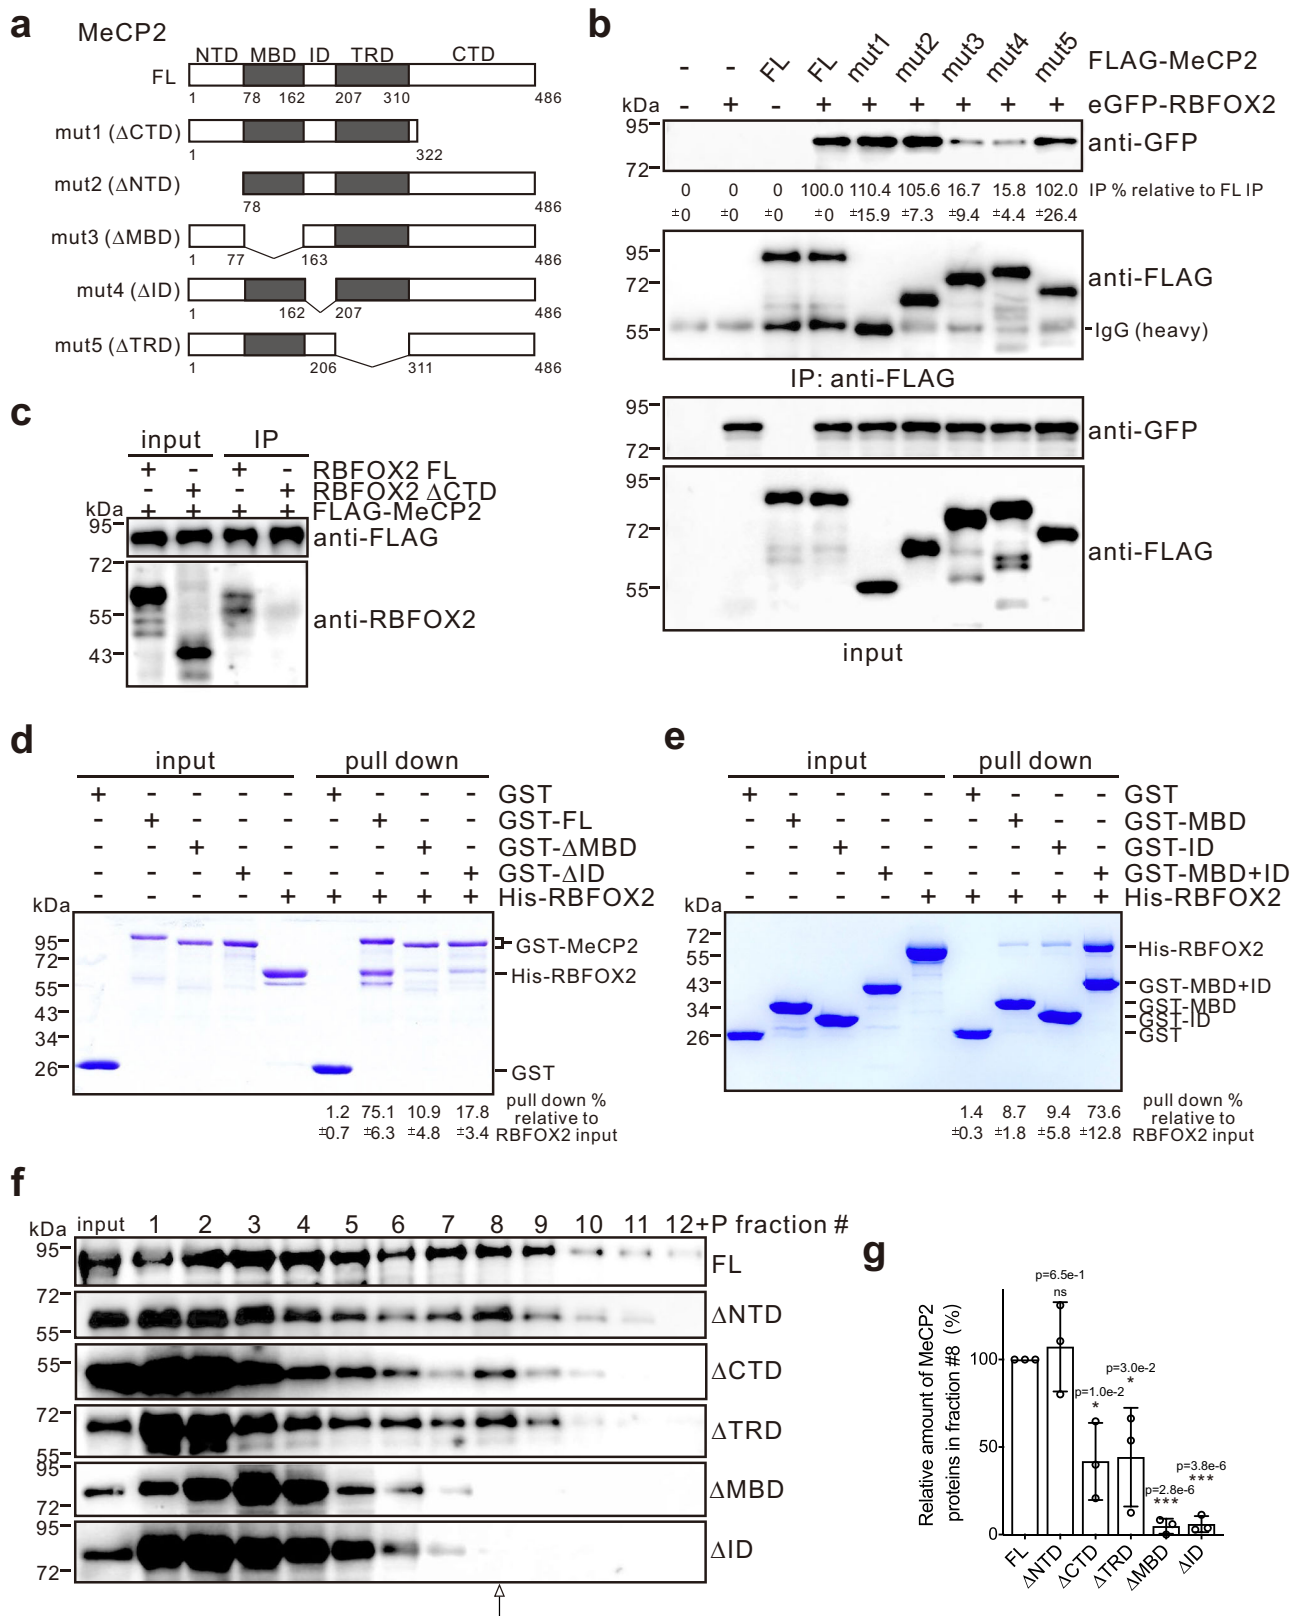 a
MeCP2
NTD MBD ID TRD CTD
FL
1 78 162 207 310 486
mut1 (ΔCTD)
1 322
mut2 (ΔNTD)
78 486
mut3 (ΔMBD)
1 77 163 486
mut4 (ΔID)
1 162 207 486
mut5 (ΔTRD)
1 206 311 486
b
- - FL FL mut1 mut2 mut3 mut4 mut5 FLAG-MeCP2
kDa - + - + + + + + + eGFP-RBFOX2
95
anti-GFP
72
0 0 0 100.0 110.4 105.6 16.7 15.8 102.0 IP % relative to FL IP
±0 ±0 ±0 ±0 ±15.9 ±7.3 ±9.4 ±4.4 ±26.4
95
72
anti-FLAG
55
IgG (heavy)
IP: anti-FLAG
95
anti-GFP
72
95
72
anti-FLAG
55
input
c
input IP
+ - + - RBFOX2 FL
- + - + RBFOX2 ΔCTD
kDa + + + + FLAG-MeCP2
95
anti-FLAG
72
55
anti-RBFOX2
43
d
input pull down
+ - - - - + - - - GST
- + - - - - + - - GST-FL
- - + - - - - + - GST-ΔMBD
- - - + - - - - + GST-ΔID
- - - - + + + + + His-RBFOX2
kDa
95
GST-MeCP2
72
His-RBFOX2
55
43
34
26
GST
1.2 75.1 10.9 17.8 pull down %
relative to
±0.7 ±6.3 ±4.8 ±3.4 RBFOX2 input
e
input pull down
+ - - - - + - - - GST
- + - - - - + - - GST-MBD
- - + - - - - + - GST-ID
- - - + - - - - + GST-MBD+ID
- - - - + + + + + His-RBFOX2
kDa
72
His-RBFOX2
55
43
GST-MBD+ID
34
GST-MBD
GST-ID
26
GST
1.4 8.7 9.4 73.6 pull down %
relative to
±0.3 ±1.8 ±5.8 ±12.8 RBFOX2 input
f
kDa input 1 2 3 4 5 6 7 8 9 10 11 12+P fraction #
95
FL
72
ΔNTD
55
55
ΔCTD
72
ΔTRD
55
95
ΔMBD
72
95
ΔID
72
g
Relative amount of MeCP2
proteins in fraction #8 (%)
100
50
0
p=6.5e-1
ns
p=1.0e-2
*
p=3.0e-2
*
p=2.8e-6
***
p=3.8e-6
***
FL ΔNTD ΔCTD ΔTRD ΔMBD ΔID